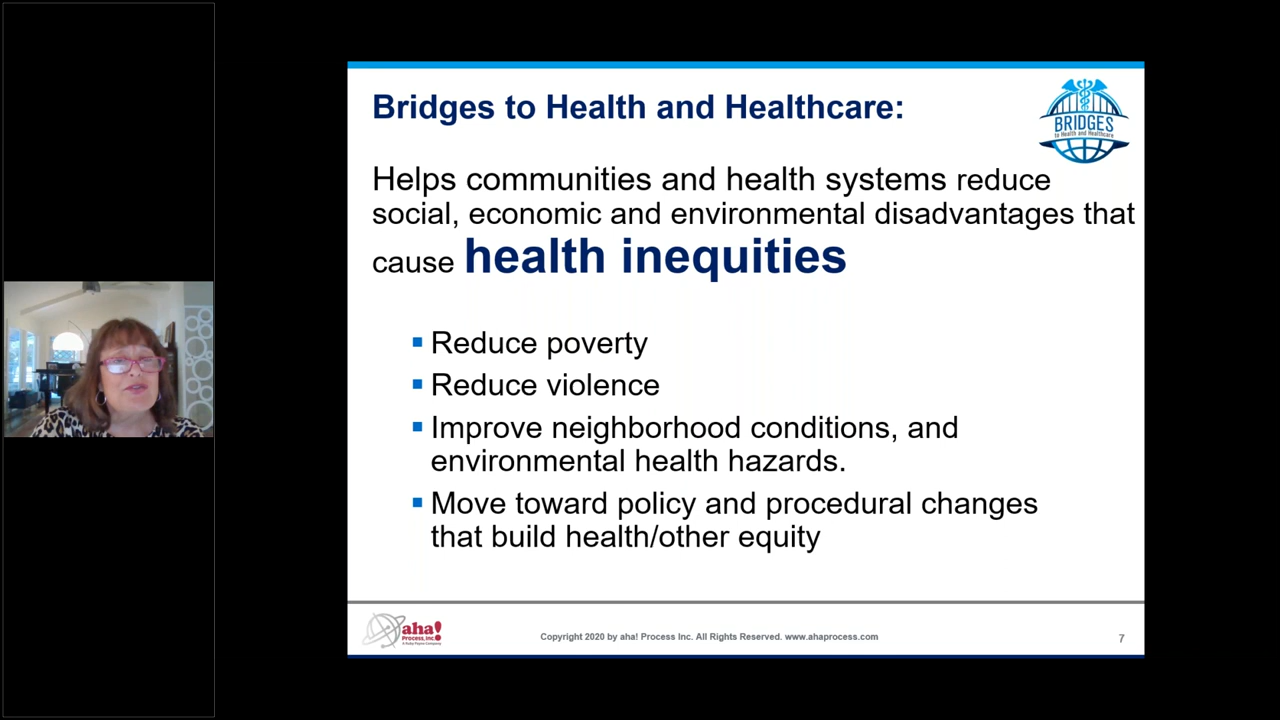 Bridges to Health and Healthcare:
BRIDGES
to Health and Healthcare
Helps communities and health systems reduce
social, economic and environmental disadvantages that
cause health inequities
Reduce poverty
Reduce violence
Improve neighborhood conditions, and
environmental health hazards.
Move toward policy and procedural changes
that build health/other equity
aha!
Process, Inc.
A Ruby Payne Company
Copyright 2020 by aha! Process Inc. All Rights Reserved. www.ahaprocess.com
7